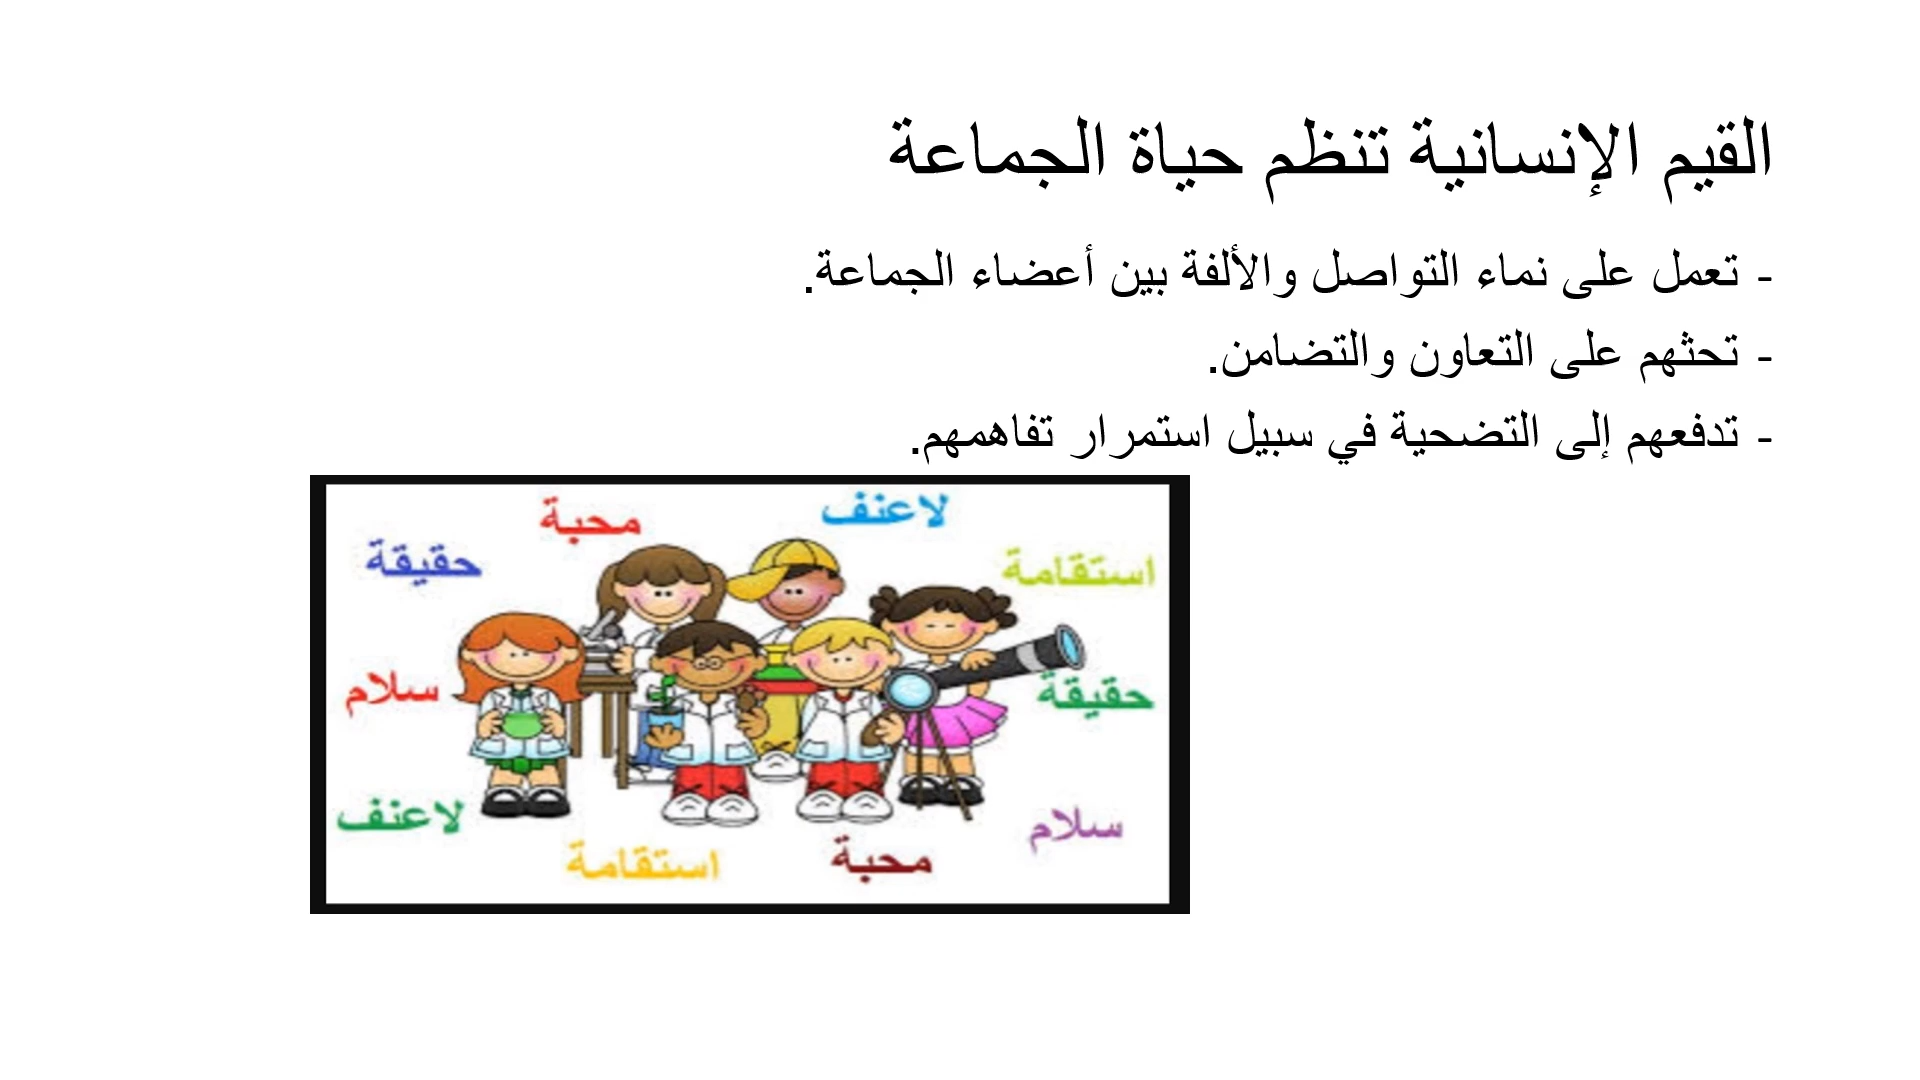 القيم الإنسانية تنظم حياة الجماعة
- تعمل على نماء التواصل والألفة بين أعضاء الجماعة.
- تحثهم على التعاون والتضامن.
- تدفعهم إلى التضحية في سبيل استمرار تفاهمهم.
لاعنف
محبة
استقامة
حقيقة
حقيقة
سلام
سلام
لاعنف
محبة
استقامة